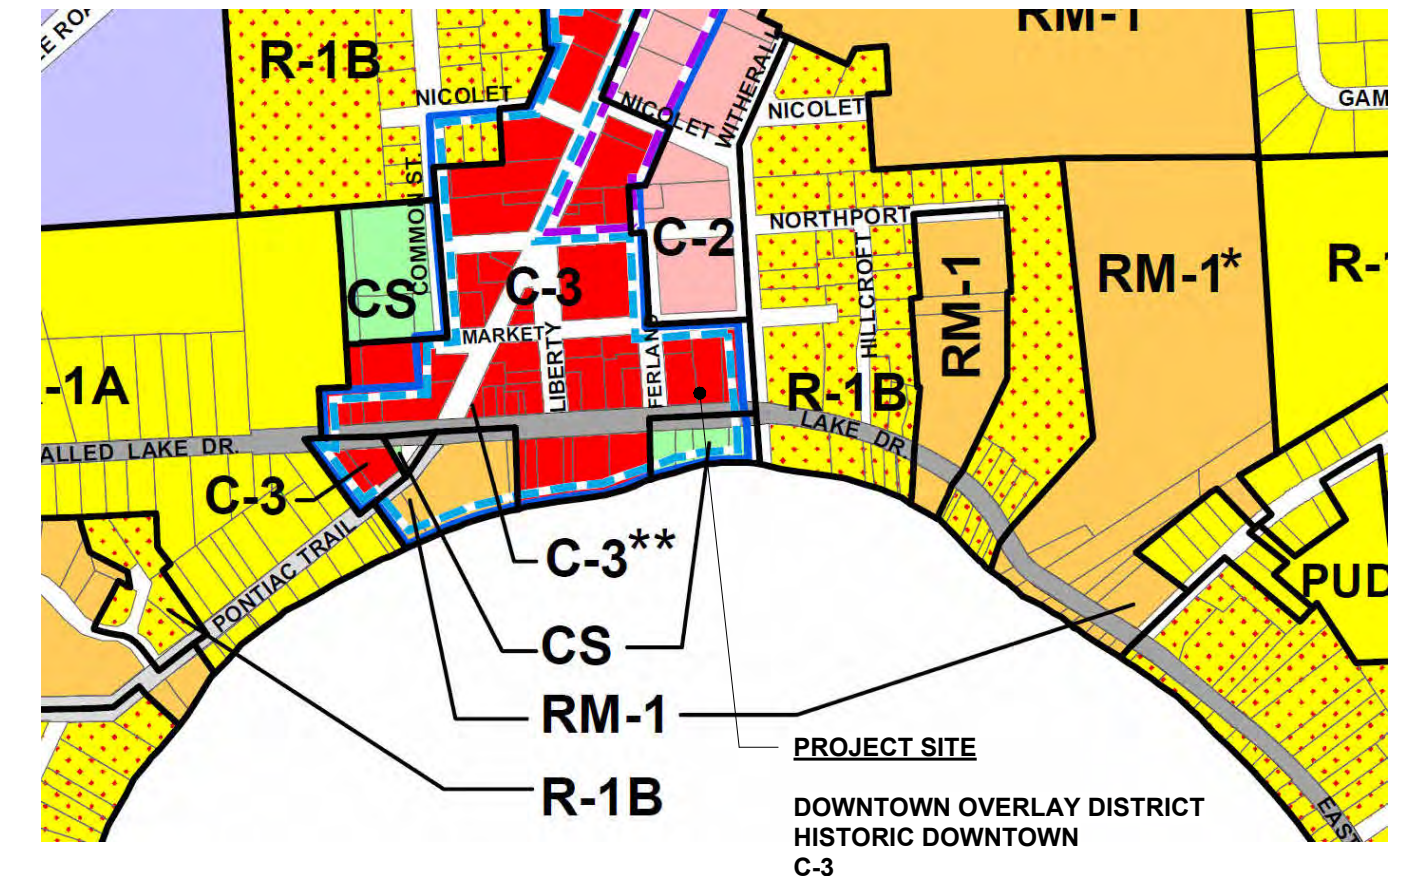 E ROA
R-1B
RM-1
NICOLET
NICOLET
WITHERALL
NICOLET
GAM
COMMON ST.
NORTHPORT
C-2
HILLCROFT
RM-1
RM-1*
R-1
CS
C-3
MARKET
LIBERTY
FERLAND
-1A
R-1B
ALLED LAKE DR.
LAKE DR
C-3
PONTIAC TRAIL
C-3**
PUD
CS
RM-1
R-1B
EAST
PROJECT SITE
DOWNTOWN OVERLAY DISTRICT
HISTORIC DOWNTOWN
C-3